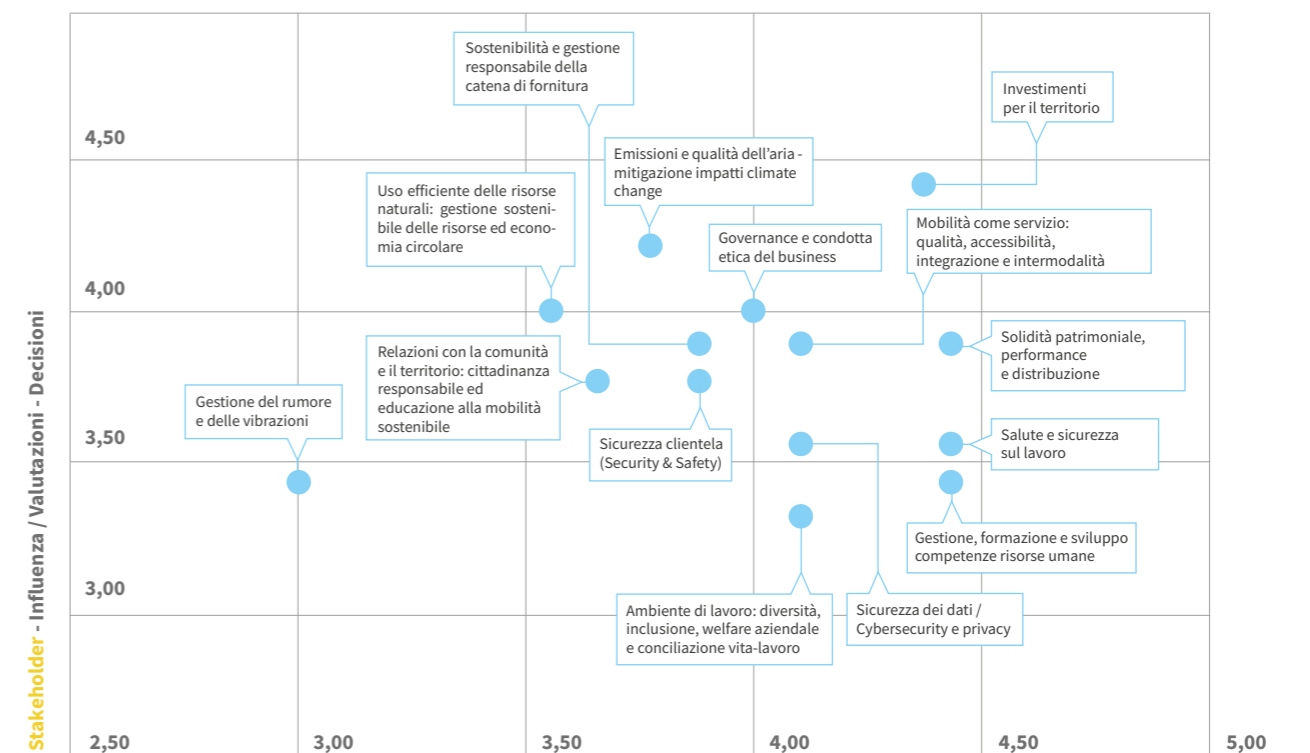 Sostenibilità e gestione
responsabile della
catena di fornitura
Investimenti
per il territorio
4,50
Emissioni e qualità dell'aria -
mitigazione impatti climate
change
Uso efficiente delle risorse
naturali: gestione sosteni-
bile delle risorse ed econo-
mia circolare
Mobilità come servizio:
qualità, accessibilità,
integrazione e intermodalità
Governance e condotta
etica del business
4,00
Solidità patrimoniale,
performance
e distribuzione
Relazioni con la comunità
e il territorio: cittadinanza
responsabile ed
educazione alla mobilità
sostenibile
Gestione del rumore
e delle vibrazioni
3,50
Sicurezza clientela
(Security & Safety)
Salute e sicurezza
sul lavoro
Gestione, formazione e sviluppo
competenze risorse umane
3,00
Ambiente di lavoro: diversità,
inclusione, welfare aziendale
e conciliazione vita-lavoro
Sicurezza dei dati /
Cybersecurity e privacy
Stakeholder - Influenza / Valutazioni - Decisioni
2,50 3,00 3,50 4,00 4,50 5,00